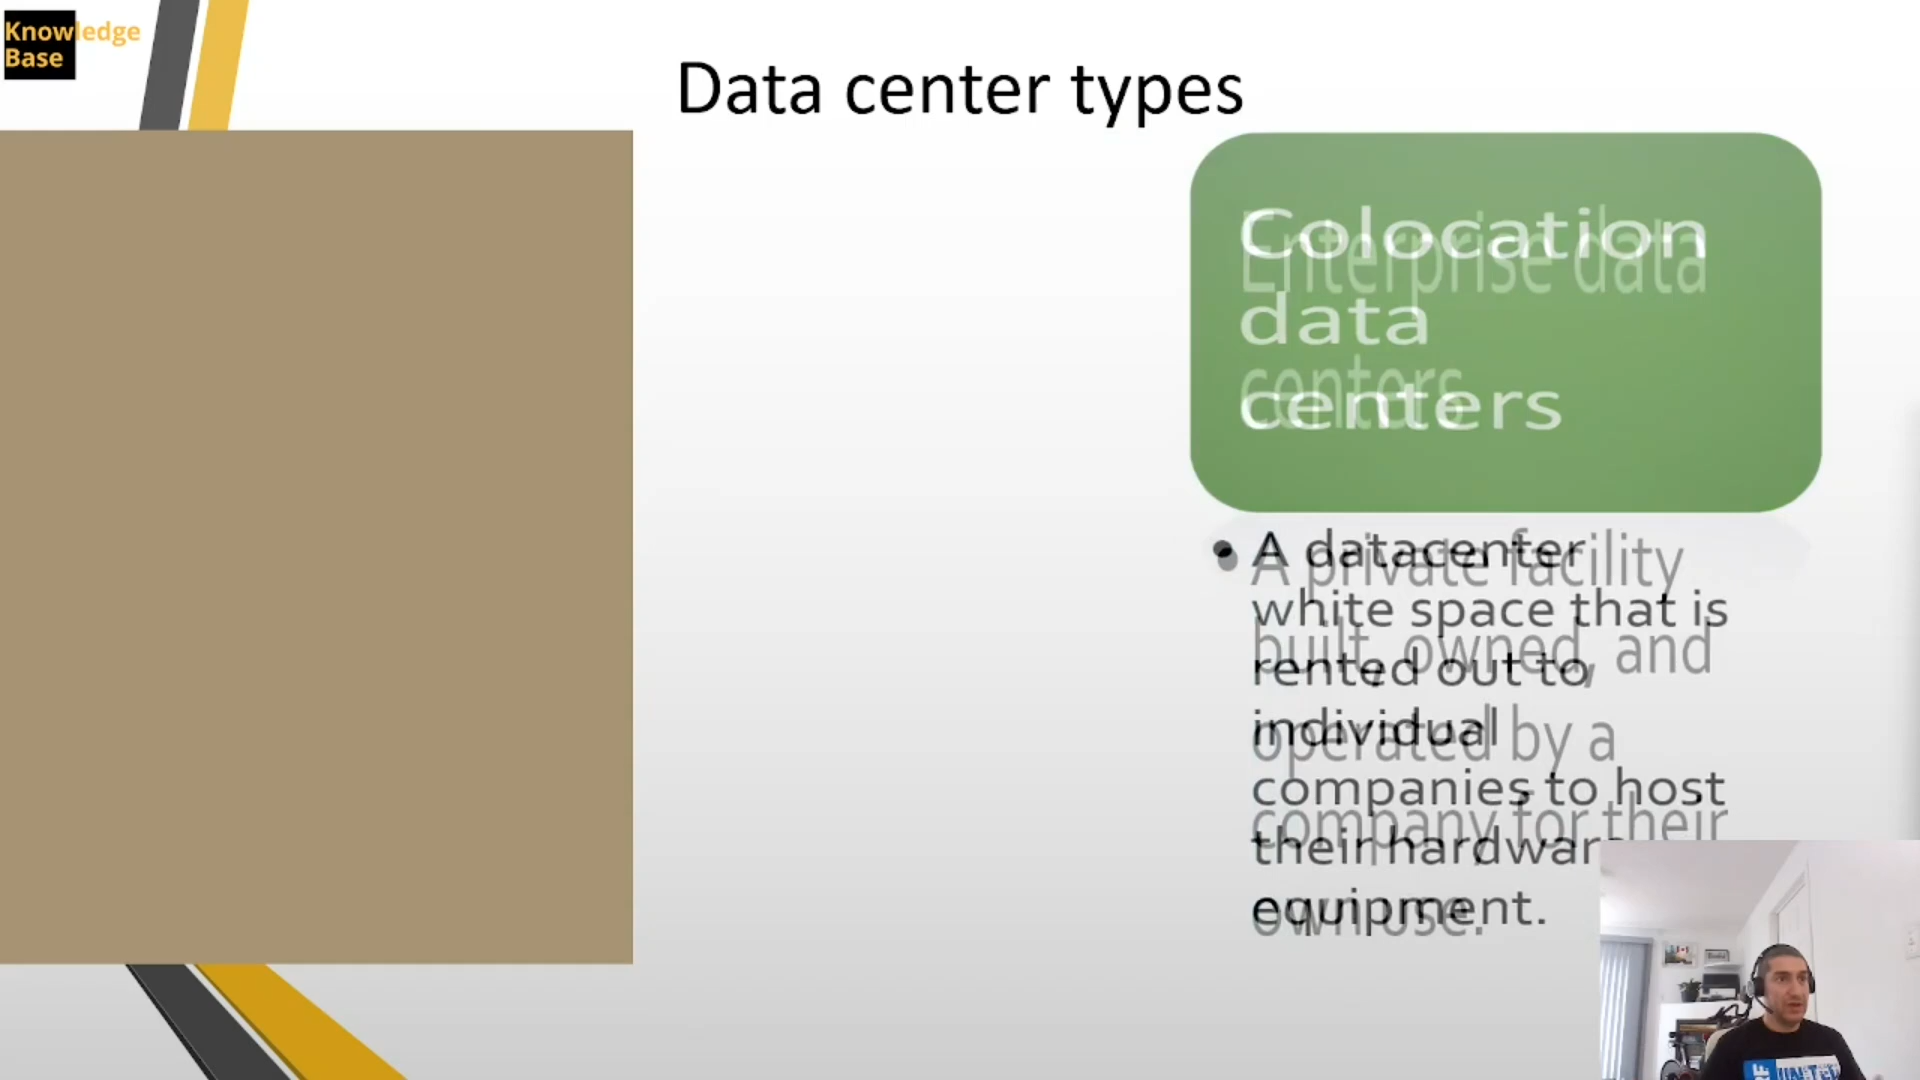 Knowledge
Base
Data center types
Colocation
data
centers
Enterprise data
centers
• A datacenter
white space that is
rented out to
individual
companies to host
their hardware
equipment.
• A private facility
built, owned, and
operated by a
company for their
own use.